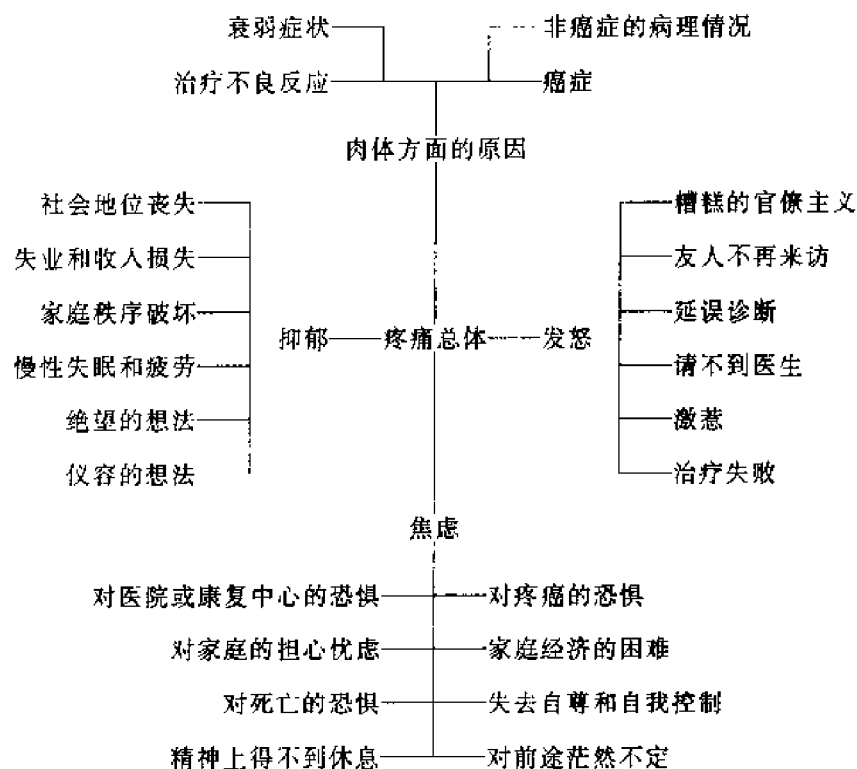 衰弱症状 非癌症的病理情况
治疗不良反应 癌症
肉体方面的原因
社会地位丧失 槽糕的官僚主义
失业和收入损失 友人不再来访
家庭秩序破坏 延误诊断
抑郁 疼痛总体 发怒
慢性失眠和疲劳 请不到医生
绝望的想法 激惹
仪容的想法 治疗失败
焦虑
对医院或康复中心的恐惧 对疼癌的恐惧
对家庭的担心忧虑 家庭经济的困难
对死亡的恐惧 失去自尊和自我控制
精神上得不到休息 对前途茫然不定